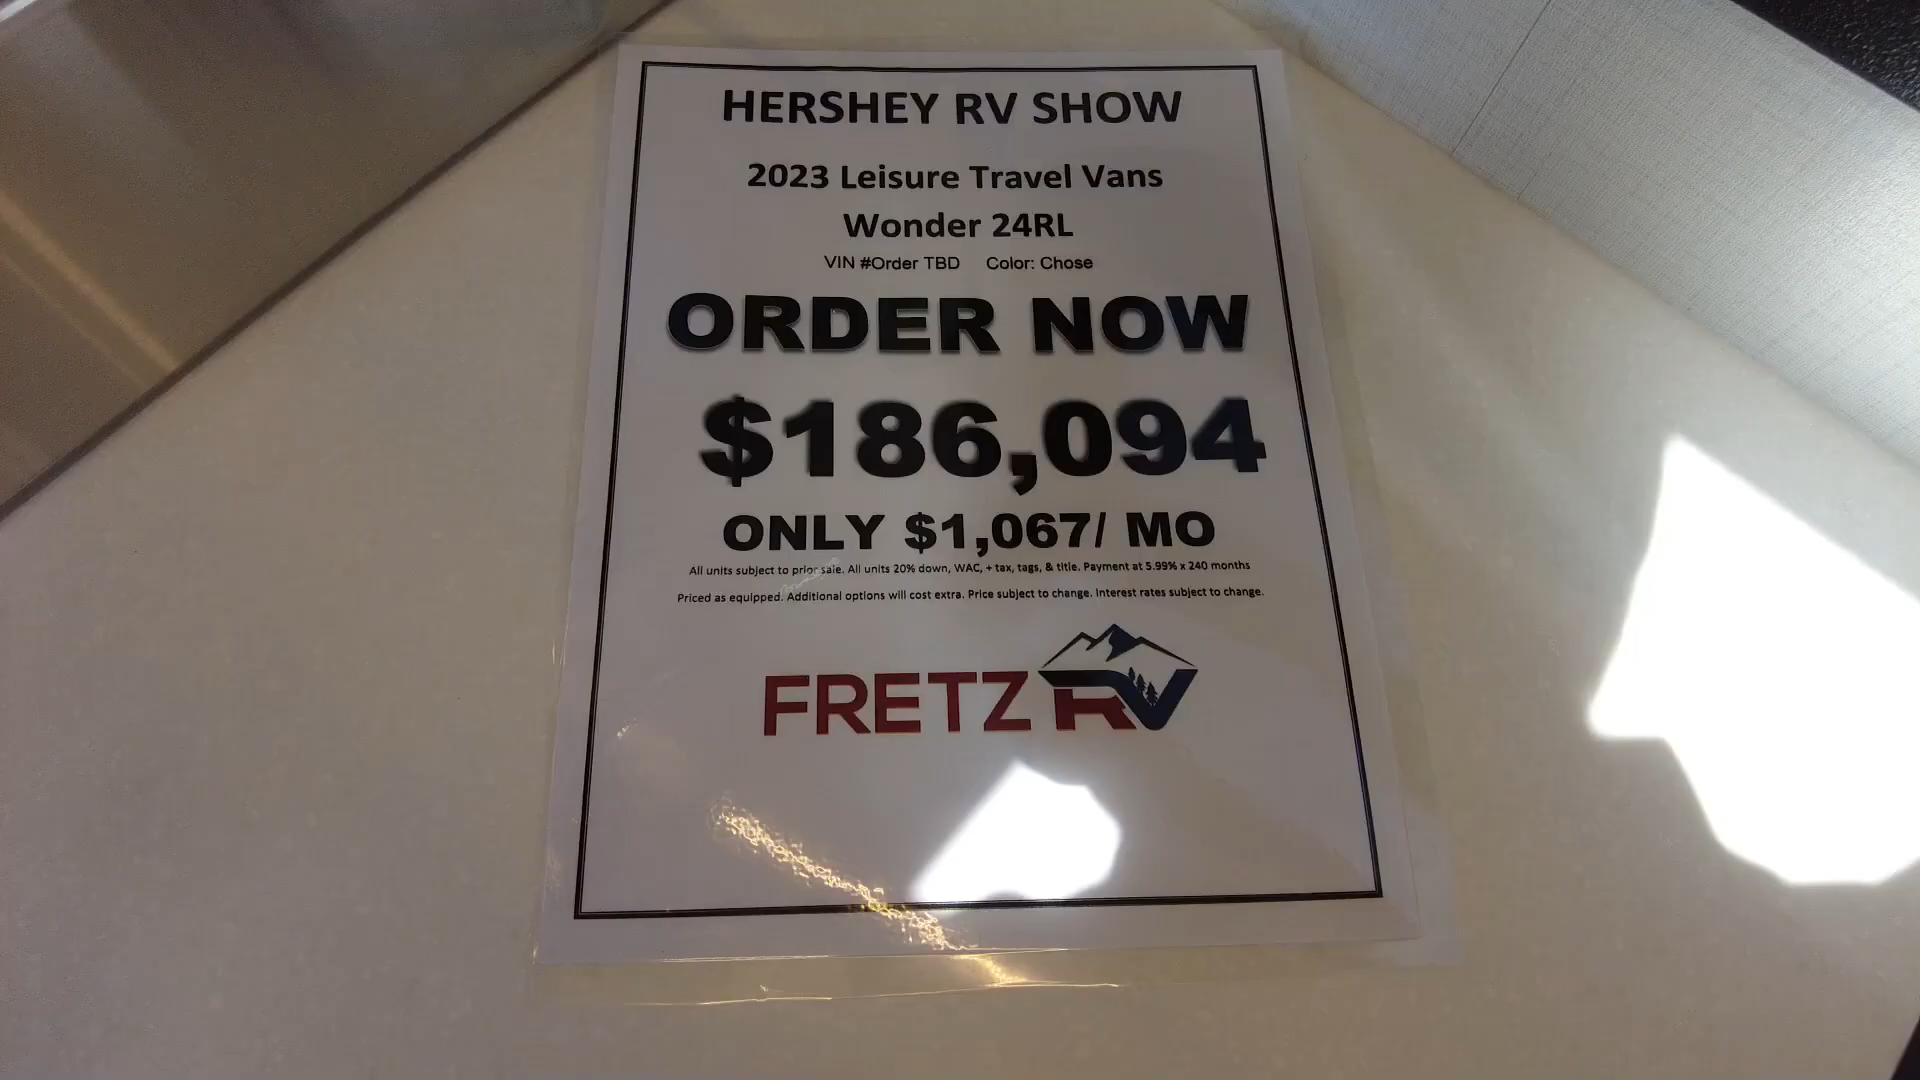 HERSHEY RV SHOW
2023 Leisure Travel Vans
Wonder 24RL
VIN #Order TBD Color: Chose
ORDER NOW
$186,094
ONLY $1,067/ MO
All units subject to prior sale. All units 20% down, WAC, + tax, tags, & title. Payment at 5.99% x 240 months
Priced as equipped. Additional options will cost extra. Price subject to change. Interest rates subject to change.
FRETZ RV